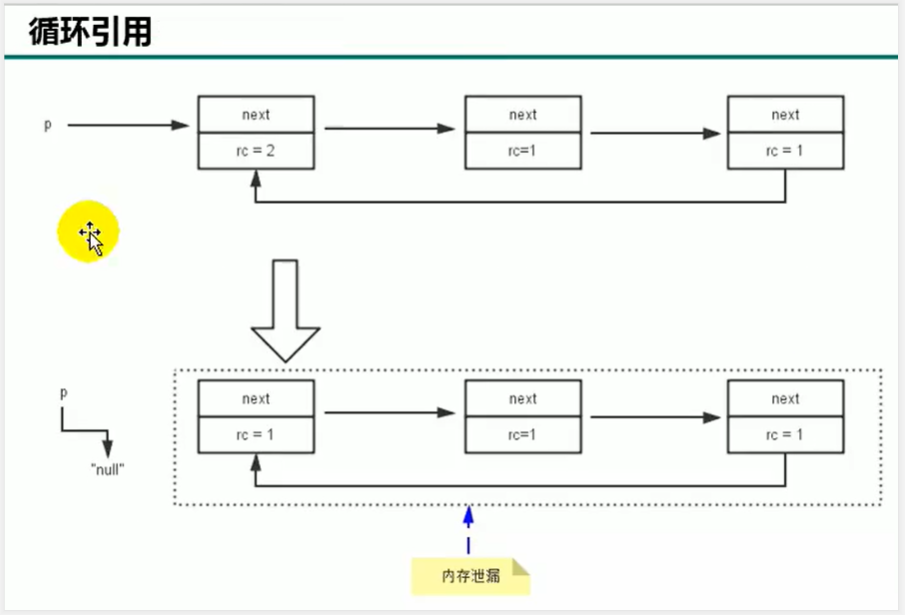 循环引用
p
next
next
next
rc = 2
rc=1
rc = 1
p
next
next
next
rc = 1
rc=1
rc = 1
"null"
内存泄漏